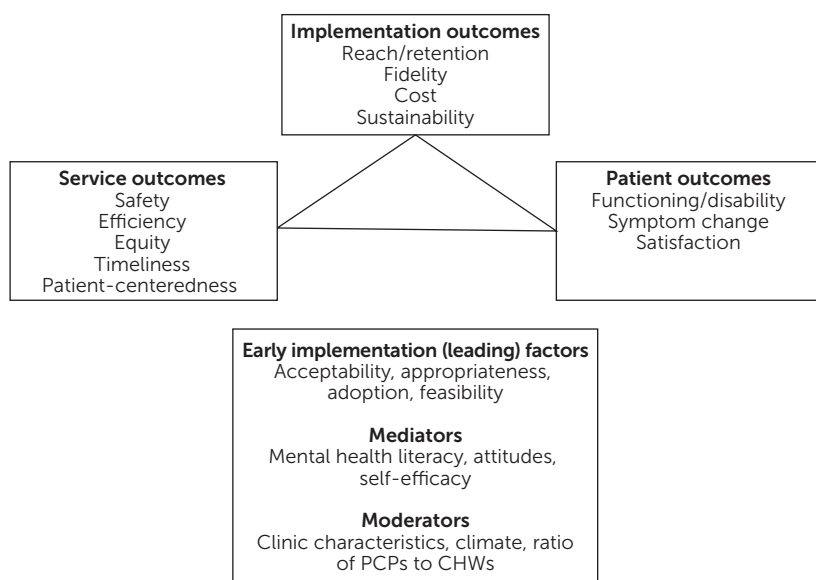 Implementation outcomes
Reach/retention
Fidelity
Cost
Sustainability
Service outcomes
Safety
Efficiency
Equity
Timeliness
Patient-centeredness
Patient outcomes
Functioning/disability
Symptom change
Satisfaction
Early implementation (leading) factors
Acceptability, appropriateness,
adoption, feasibility
Mediators
Mental health literacy, attitudes,
self-efficacy
Moderators
Clinic characteristics, climate, ratio
of PCPs to CHWs